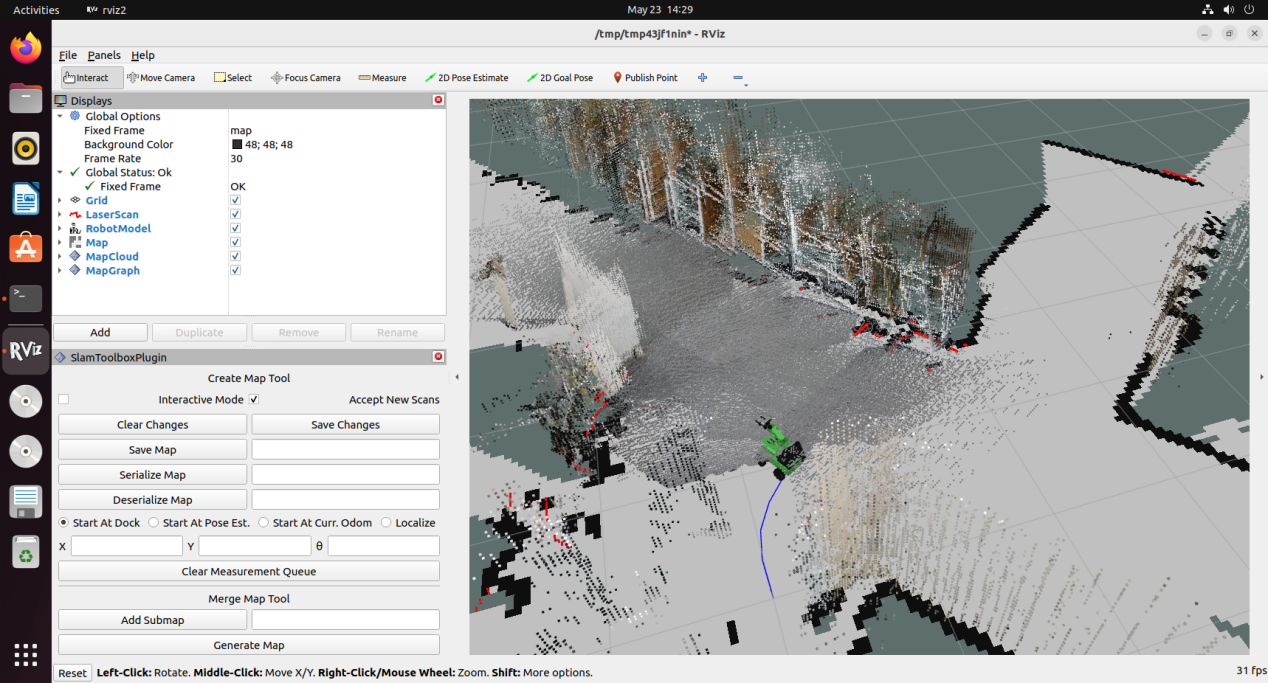 Activities rviz2 May 23 14:29
/tmp/tmp43jf1nin* - RViz
File Panels Help
Interact Move Camera Select Focus Camera Measure 2D Pose Estimate 2D Goal Pose Publish Point
Displays
Global Options
Fixed Frame map
Background Color 48; 48; 48
Frame Rate 30
Global Status: Ok
Fixed Frame OK
Grid
LaserScan
RobotModel
Map
MapCloud
MapGraph
Add Duplicate Remove Rename
RViz
SlamToolboxPlugin
Create Map Tool
Interactive Mode Accept New Scans
Clear Changes Save Changes
Save Map
Serialize Map
Deserialize Map
Start At Dock Start At Pose Est. Start At Curr. Odom Localize
X Y θ
Clear Measurement Queue
Merge Map Tool
Add Submap
Generate Map
Reset Left-Click: Rotate. Middle-Click: Move X/Y. Right-Click/Mouse Wheel: Zoom. Shift: More options. 31 fps